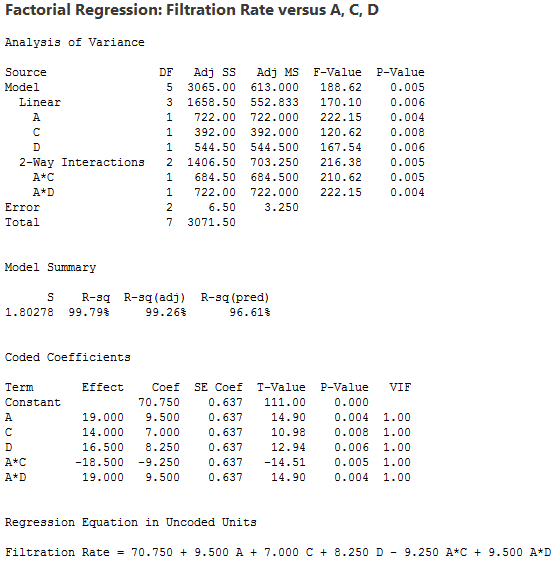 Factorial Regression: Filtration Rate versus A, C, D
Analysis of Variance
Source DF Adj SS Adj MS F-Value P-Value
Model 5 3065.00 613.000 188.62 0.005
Linear 3 1658.50 552.833 170.10 0.006
A 1 722.00 722.000 222.15 0.004
C 1 392.00 392.000 120.62 0.008
D 1 544.50 544.500 167.54 0.006
2-Way Interactions 2 1406.50 703.250 216.38 0.005
A*C 1 684.50 684.500 210.62 0.005
A*D 1 722.00 722.000 222.15 0.004
Error 2 6.50 3.250
Total 7 3071.50
Model Summary
S R-sq R-sq(adj) R-sq(pred)
1.80278 99.79% 99.26% 96.61%
Coded Coefficients
Term Effect Coef SE Coef T-Value P-Value VIF
Constant 70.750 0.637 111.00 0.000
A 19.000 9.500 0.637 14.90 0.004 1.00
C 14.000 7.000 0.637 10.98 0.008 1.00
D 16.500 8.250 0.637 12.94 0.006 1.00
A*C -18.500 -9.250 0.637 -14.51 0.005 1.00
A*D 19.000 9.500 0.637 14.90 0.004 1.00
Regression Equation in Uncoded Units
Filtration Rate = 70.750 + 9.500 A + 7.000 C + 8.250 D - 9.250 A*C + 9.500 A*D